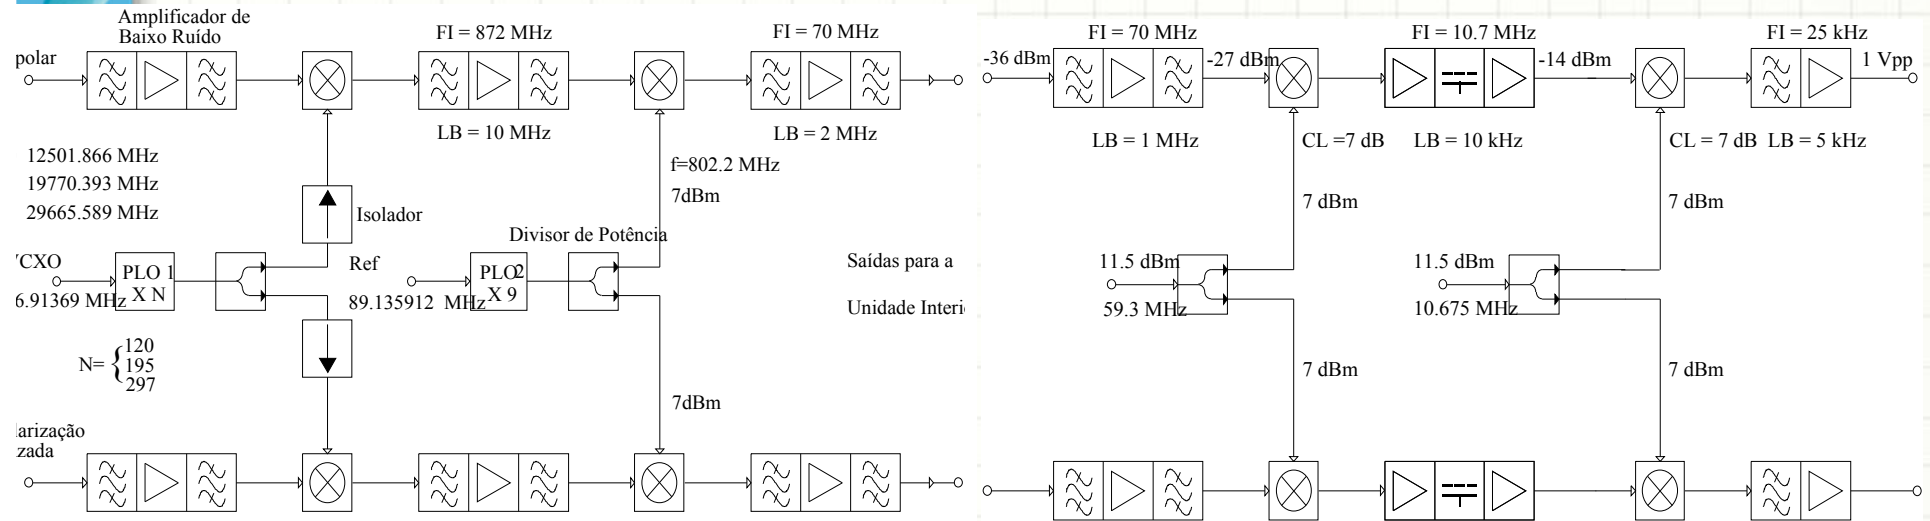 Amplificador de
Baixo Ruído
polar
FI = 872 MHz
FI = 70 MHz
LB = 10 MHz
LB = 2 MHz
12501.866 MHz
19770.393 MHz
29665.589 MHz
f=802.2 MHz
7dBm
Isolador
Divisor de Potência
CXO
6.91369 MHz
PLO 1
X N
Ref
89.135912 MHz
PLO2
X 9
Saídas para a
Unidade Interi
N= {
120
195
297
7dBm
larização
zada
FI = 70 MHz
FI = 10.7 MHz
FI = 25 kHz
-36 dBm
-27 dBm
-14 dBm
1 Vpp
LB = 1 MHz
CL =7 dB
LB = 10 kHz
CL = 7 dB
LB = 5 kHz
7 dBm
7 dBm
11.5 dBm
59.3 MHz
11.5 dBm
10.675 MHz
7 dBm
7 dBm